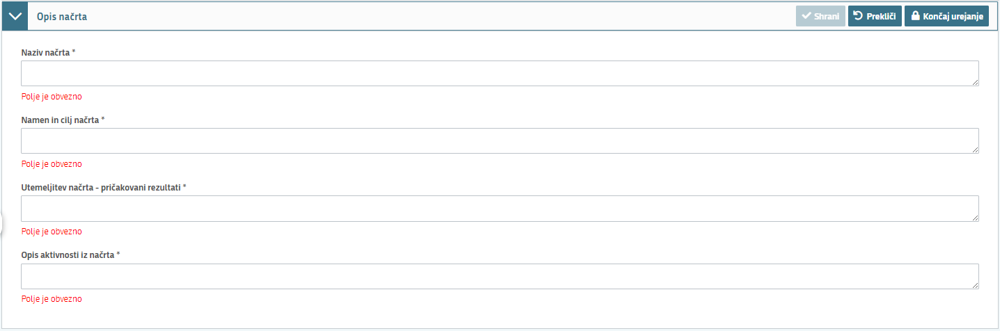 Opis načrta
Shrani Prekliči Končaj urejanje
Naziv načrta *
Polje je obvezno
Namen in cilj načrta *
Polje je obvezno
Utemeljitev načrta - pričakovani rezultati *
Polje je obvezno
Opis aktivnosti iz načrta *
Polje je obvezno